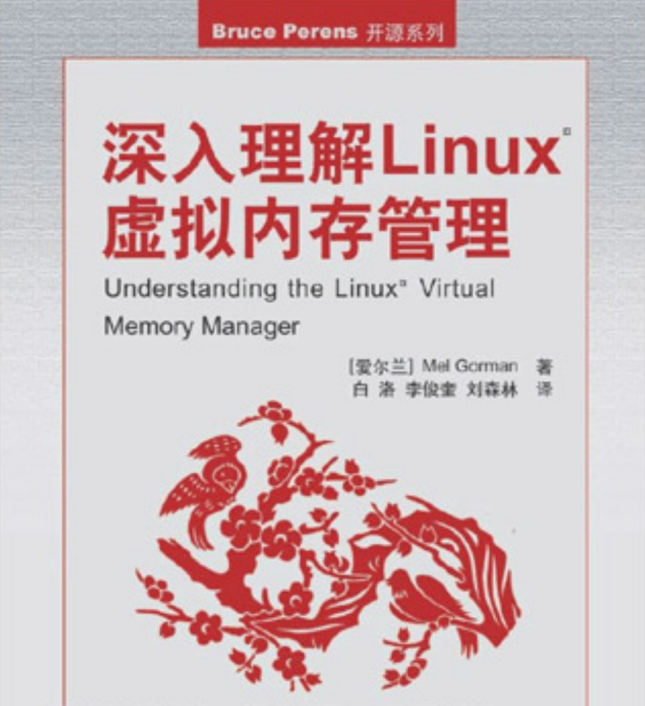 Bruce Perens 开源系列
深入理解Linux®
虚拟内存管理
Understanding the Linux® Virtual
Memory Manager
[爱尔兰] Mel Gorman 著
白 洛 李俊奎 刘森林 译